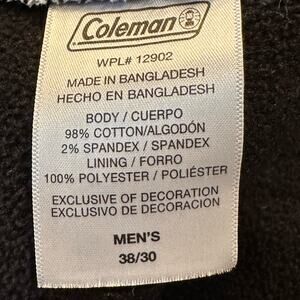 Coleman
WPL# 12902
MADE IN BANGLADESH
HECHO EN BANGLADESH
BODY / CUERPO
98% COTTON/ALGODÓN
2% SPANDEX / SPANDEX
LINING / FORRO
100% POLYESTER / POLIÉSTER
EXCLUSIVE OF DECORATION
EXCLUSIVO DE DECORACION
MEN'S
38/30